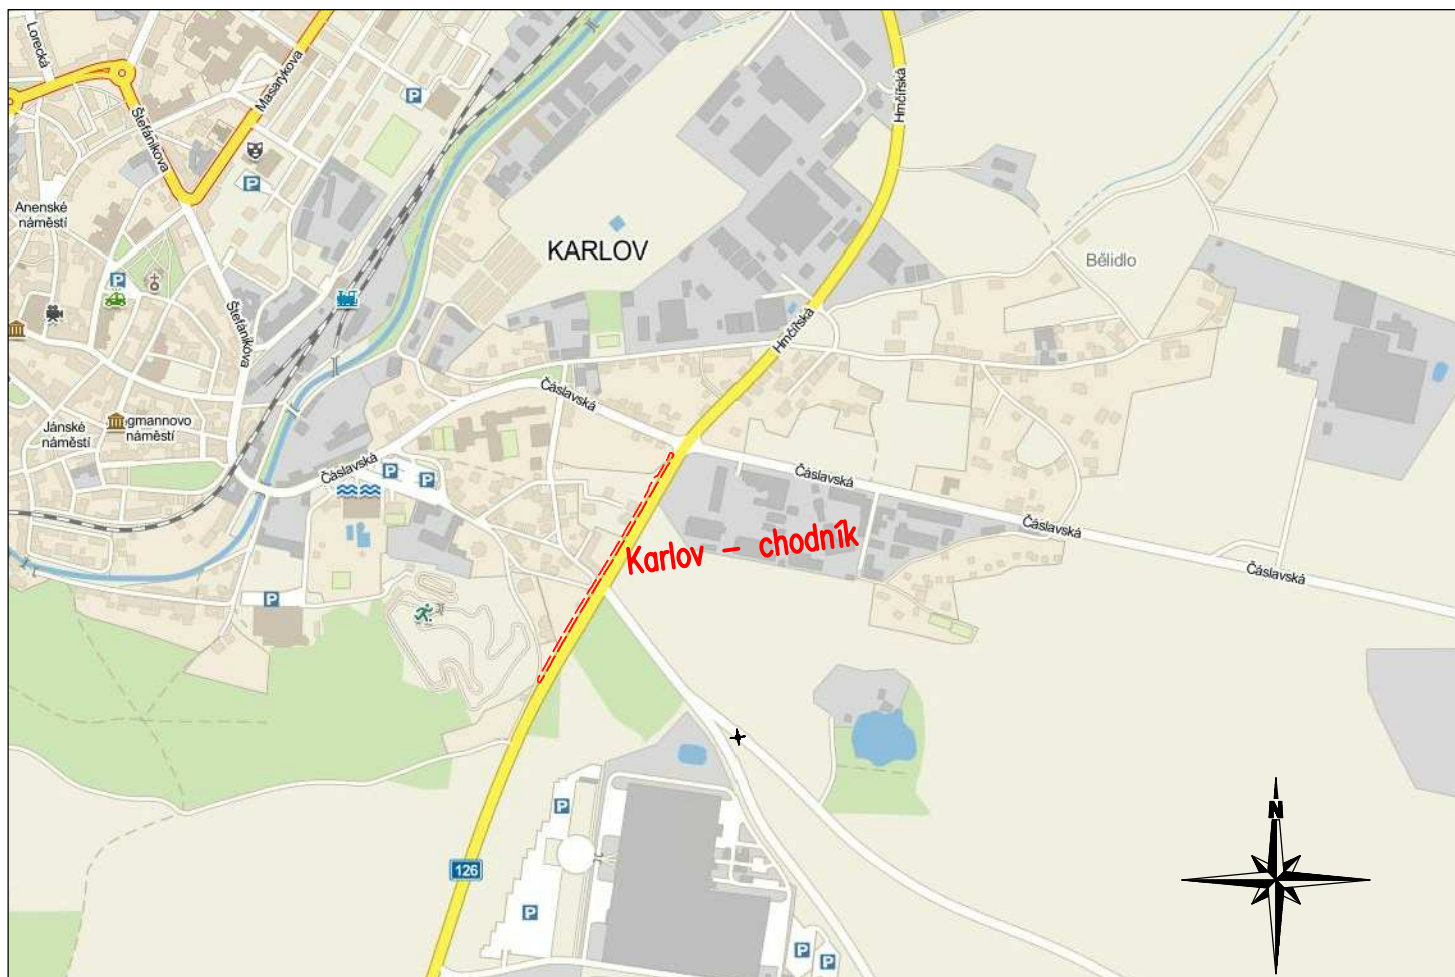 Lorecká
Štefánikova
Masarykova
P
Hrnčířská
P
Anenské
náměstí
KARLOV
Bělidlo
P
Štefánikova
Hrnčířská
Čáslavská
Jánské
náměstí
gmannovo
náměstí
Čáslavská
P
P
Čáslavská
Čáslavská
Karlov – chodník
Čáslavská
P
N
P
126
P
P
P